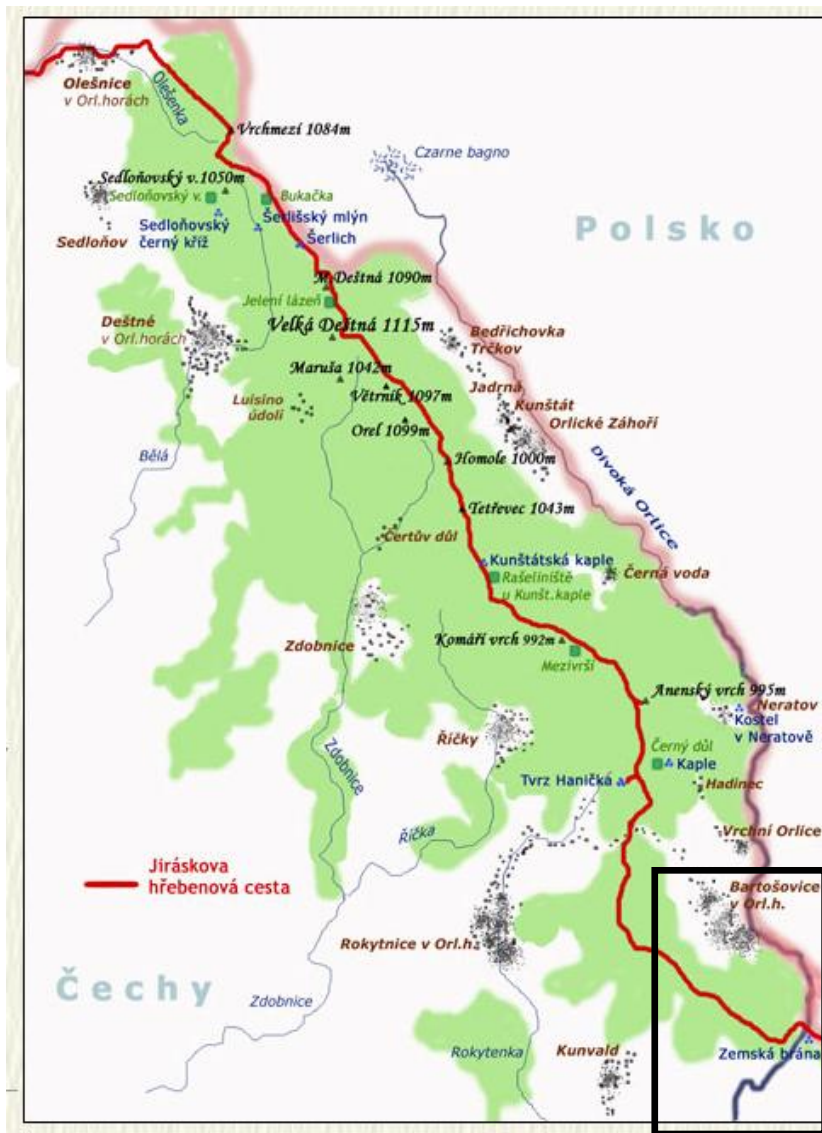 Olešnice
v Orl.horách
Olešenka
Vrchmezí 1084m
Czarne bagno
Sedloňovský v.1050m
Sedloňovský v.
Bukačka
Sedloňovský
černý kříž
Šerlišský mlýn
Šerlich
Sedloňov
Polsko
M.Deštná 1090m
Jelení lázeň
Deštné
v Orl.horách
Velká Deštná 1115m
Bedřichovka
Trčkov
Maruša 1042m
Jadrná
Luisino
údolí
Větrník 1097m
Kunštát
Orel 1099m
Orlické Záhoří
Bělá
Homole 1000m
Divoká Orlice
Tetřevec 1043m
Čertův důl
Kunštátská kaple
Rašeliniště
u Kunšt.kaple
Černá voda
Zdobnice
Komáří vrch 992m
Mezivrší
Anenský vrch 995m
Neratov
Kostel
v Neratově
Říčky
Zdobnice
Černý důl
Kaple
Tvrz Hanička
Hadinec
Říčka
Vrchní Orlice
Jiráskova
hřebenová cesta
Bartošovice
v Orl.h.
Rokytnice v Orl.h.
Čechy
Zdobnice
Rokytenka
Kunvald
Zemská brána